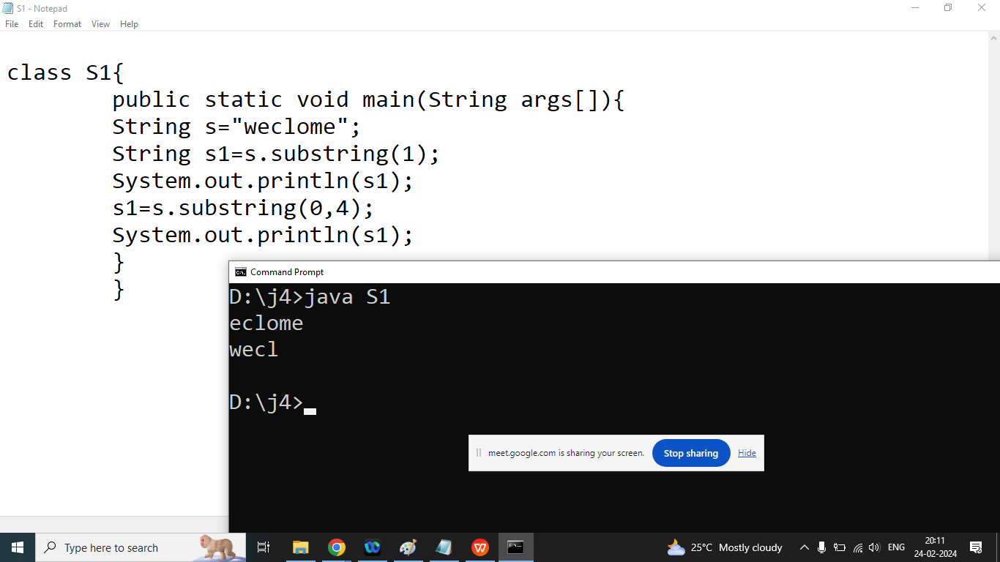 S1 - Notepad
File Edit Format View Help
class S1{
public static void main(String args[]){
String s="weclome";
String s1=s.substring(1);
System.out.println(s1);
s1=s.substring(0,4);
System.out.println(s1);
}
}
Command Prompt
D:\j4>java S1
eclome
wecl
D:\j4>
meet.google.com is sharing your screen. Stop sharing Hide
Type here to search
25°C Mostly cloudy
ENG
20:11
24-02-2024